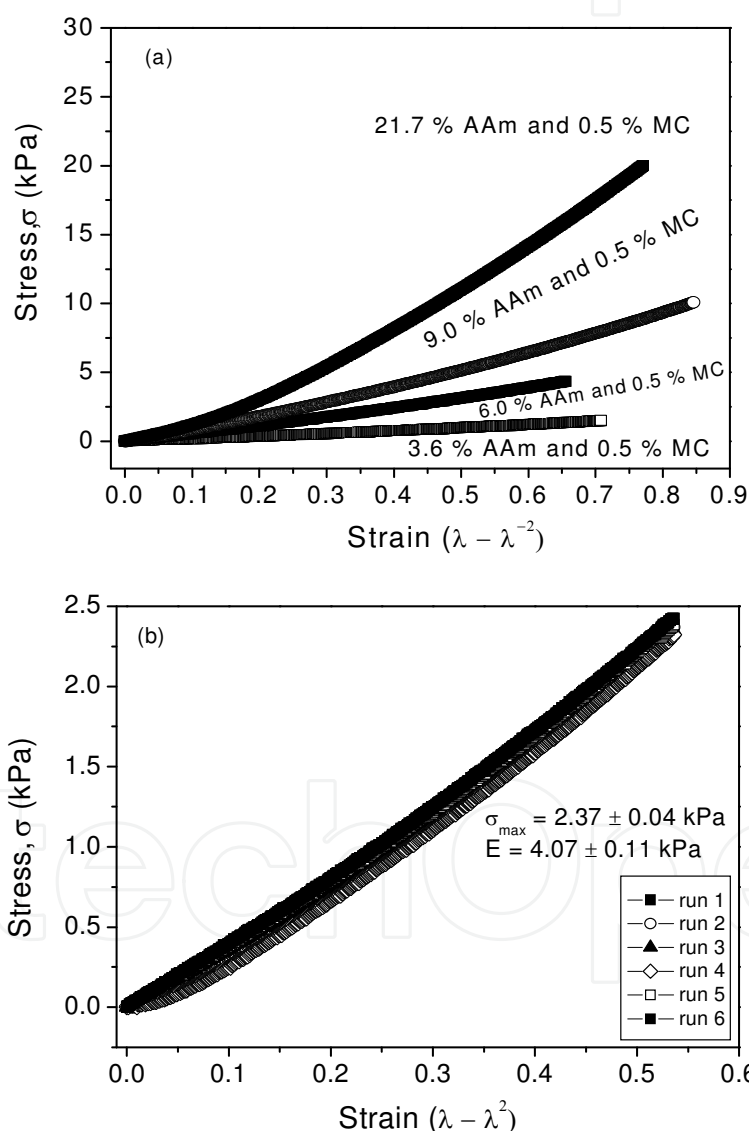 (a)
30
25
20
15
10
5
0
Stress,σ (kPa)
21.7 % AAm and 0.5 % MC
9.0 % AAm and 0.5 % MC
6.0 % AAm and 0.5 % MC
3.6 % AAm and 0.5 % MC
0.0 0.1 0.2 0.3 0.4 0.5 0.6 0.7 0.8 0.9
Strain (λ − λ⁻²)
(b)
2.5
2.0
1.5
1.0
0.5
0.0
Stress, σ (kPa)
σmax = 2.37 ± 0.04 kPa
E = 4.07 ± 0.11 kPa
run 1
run 2
run 3
run 4
run 5
run 6
0.0 0.1 0.2 0.3 0.4 0.5 0.6
Strain (λ − λ²)